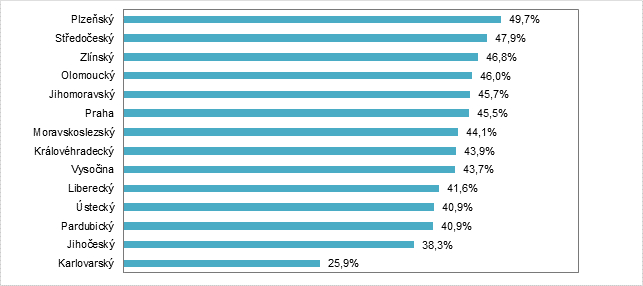 Plzeňský 49,7%
Středočeský 47,9%
Zlínský 46,8%
Olomoucký 46,0%
Jihomoravský 45,7%
Praha 45,5%
Moravskoslezský 44,1%
Královéhradecký 43,9%
Vysočina 43,7%
Liberecký 41,6%
Ústecký 40,9%
Pardubický 40,9%
Jihočeský 38,3%
Karlovarský 25,9%